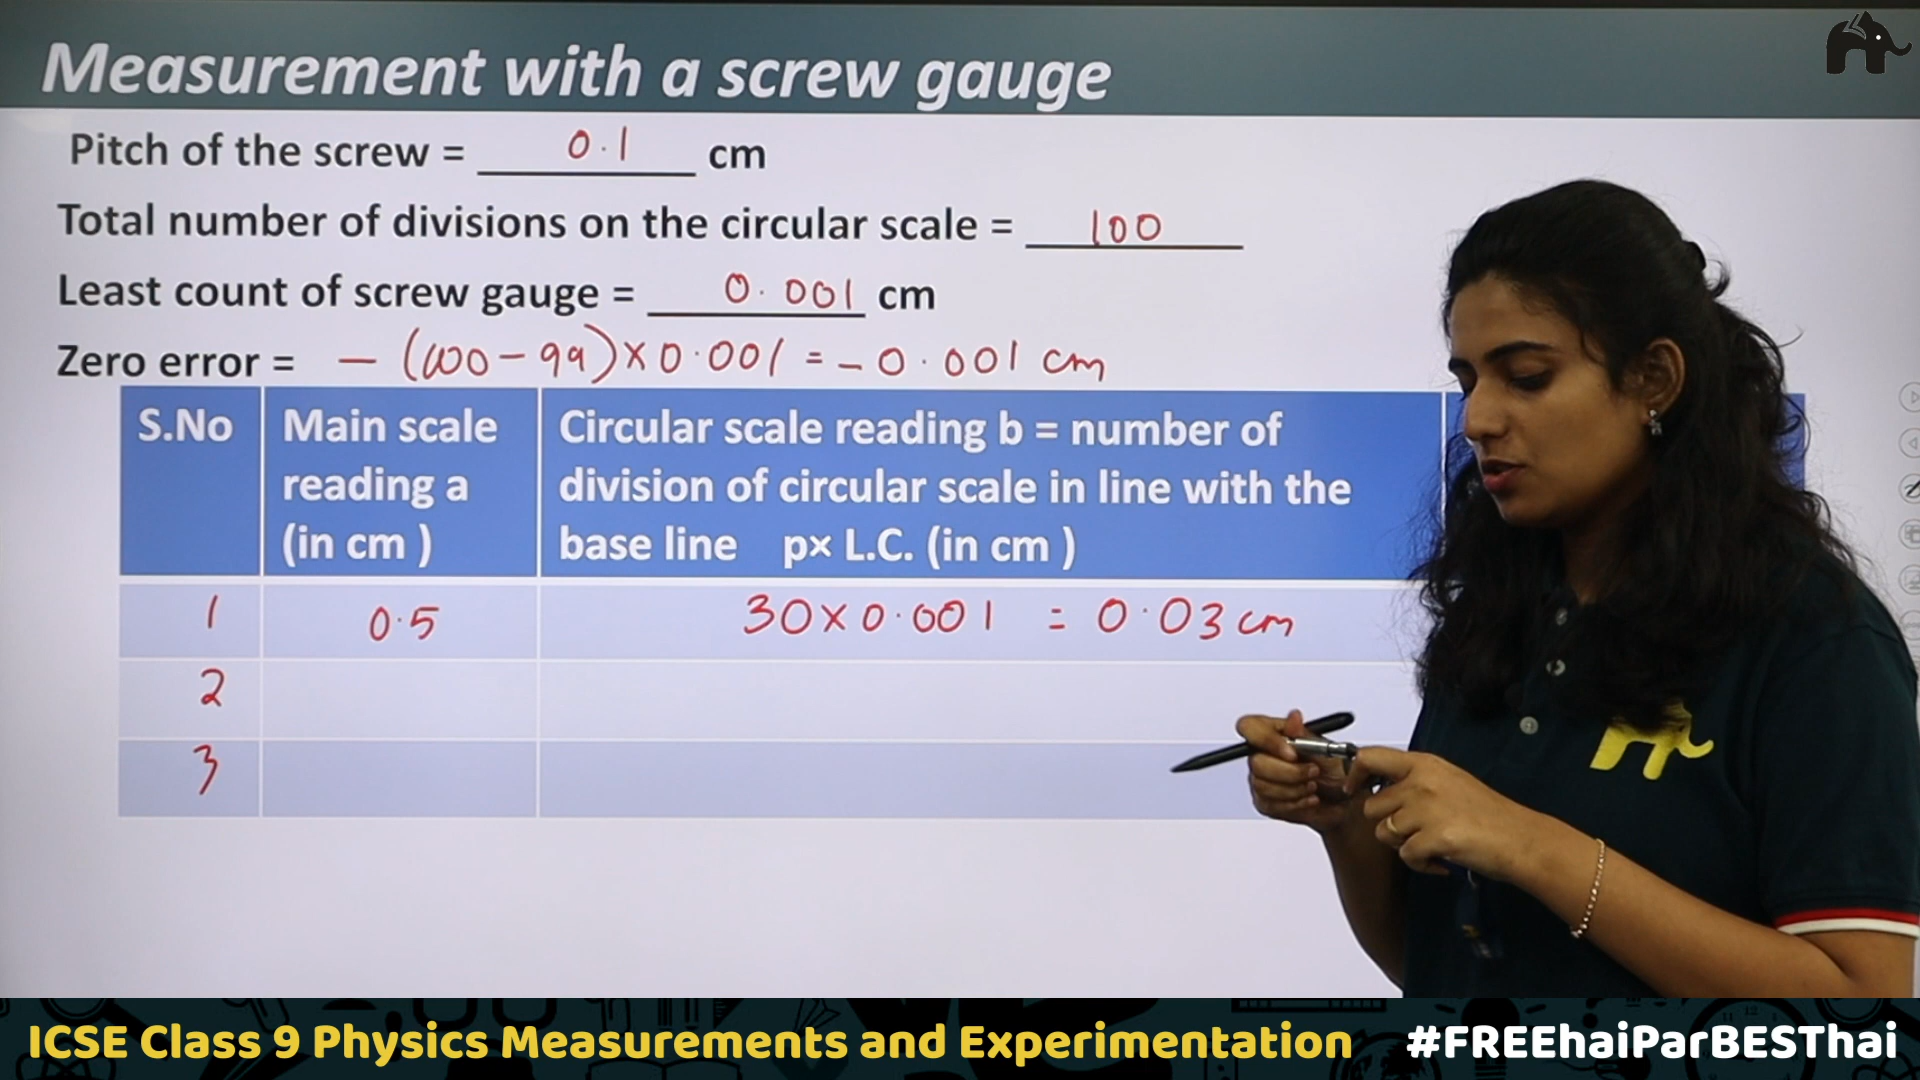 Measurement with a screw gauge
Pitch of the screw = 0.1 cm
Total number of divisions on the circular scale = 100
Least count of screw gauge = 0.001 cm
Zero error = – (100 – 99) × 0.001 = – 0.001 cm
S.No
Main scale
reading a
(in cm )
Circular scale reading b = number of
division of circular scale in line with the
base line p× L.C. (in cm )
1 0.5 30 × 0.001 = 0.03 cm
2
3
ICSE Class 9 Physics Measurements and Experimentation #FREEhaiParBESThai